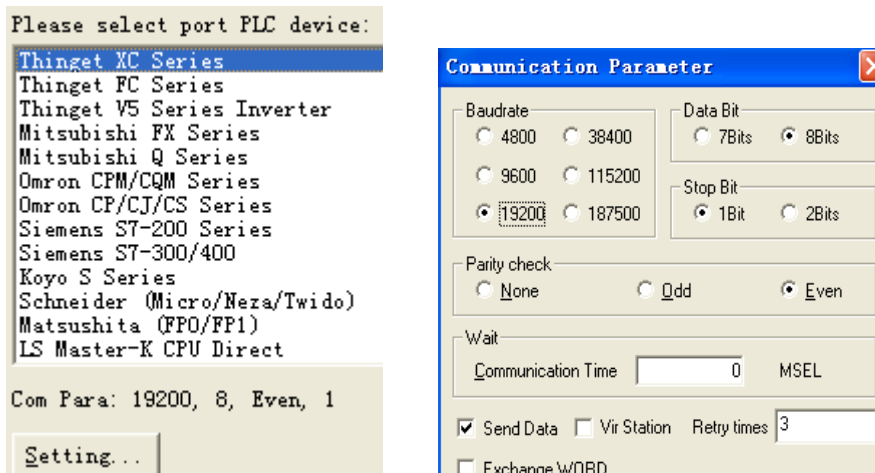 Please select port PLC device:
Thinget XC Series
Thinget FC Series
Thinget V5 Series Inverter
Mitsubishi FX Series
Mitsubishi Q Series
Omron CPM/CQM Series
Omron CP/CJ/CS Series
Siemens S7-200 Series
Siemens S7-300/400
Koyo S Series
Schneider (Micro/Neza/Twido)
Matsushita (FP0/FP1)
LS Master-K CPU Direct
Com Para: 19200, 8, Even, 1
Setting...
Communication Parameter
Baudrate
4800 38400
9600 115200
19200 187500
Data Bit
7Bits 8Bits
Stop Bit
1Bit 2Bits
Parity check
None Odd Even
Wait
Communication Time 0 MSEL
Send Data Vir Station Retry times 3
Exchange WORD